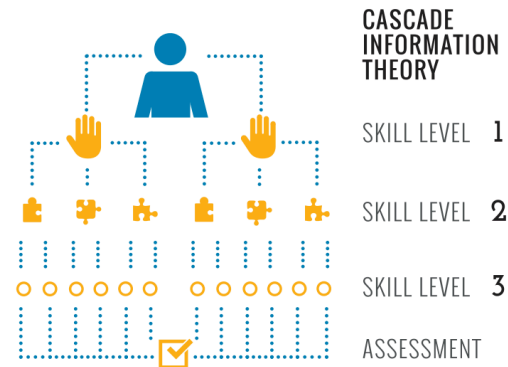 CASCADE
INFORMATION
THEORY
SKILL LEVEL 1
SKILL LEVEL 2
SKILL LEVEL 3
ASSESSMENT